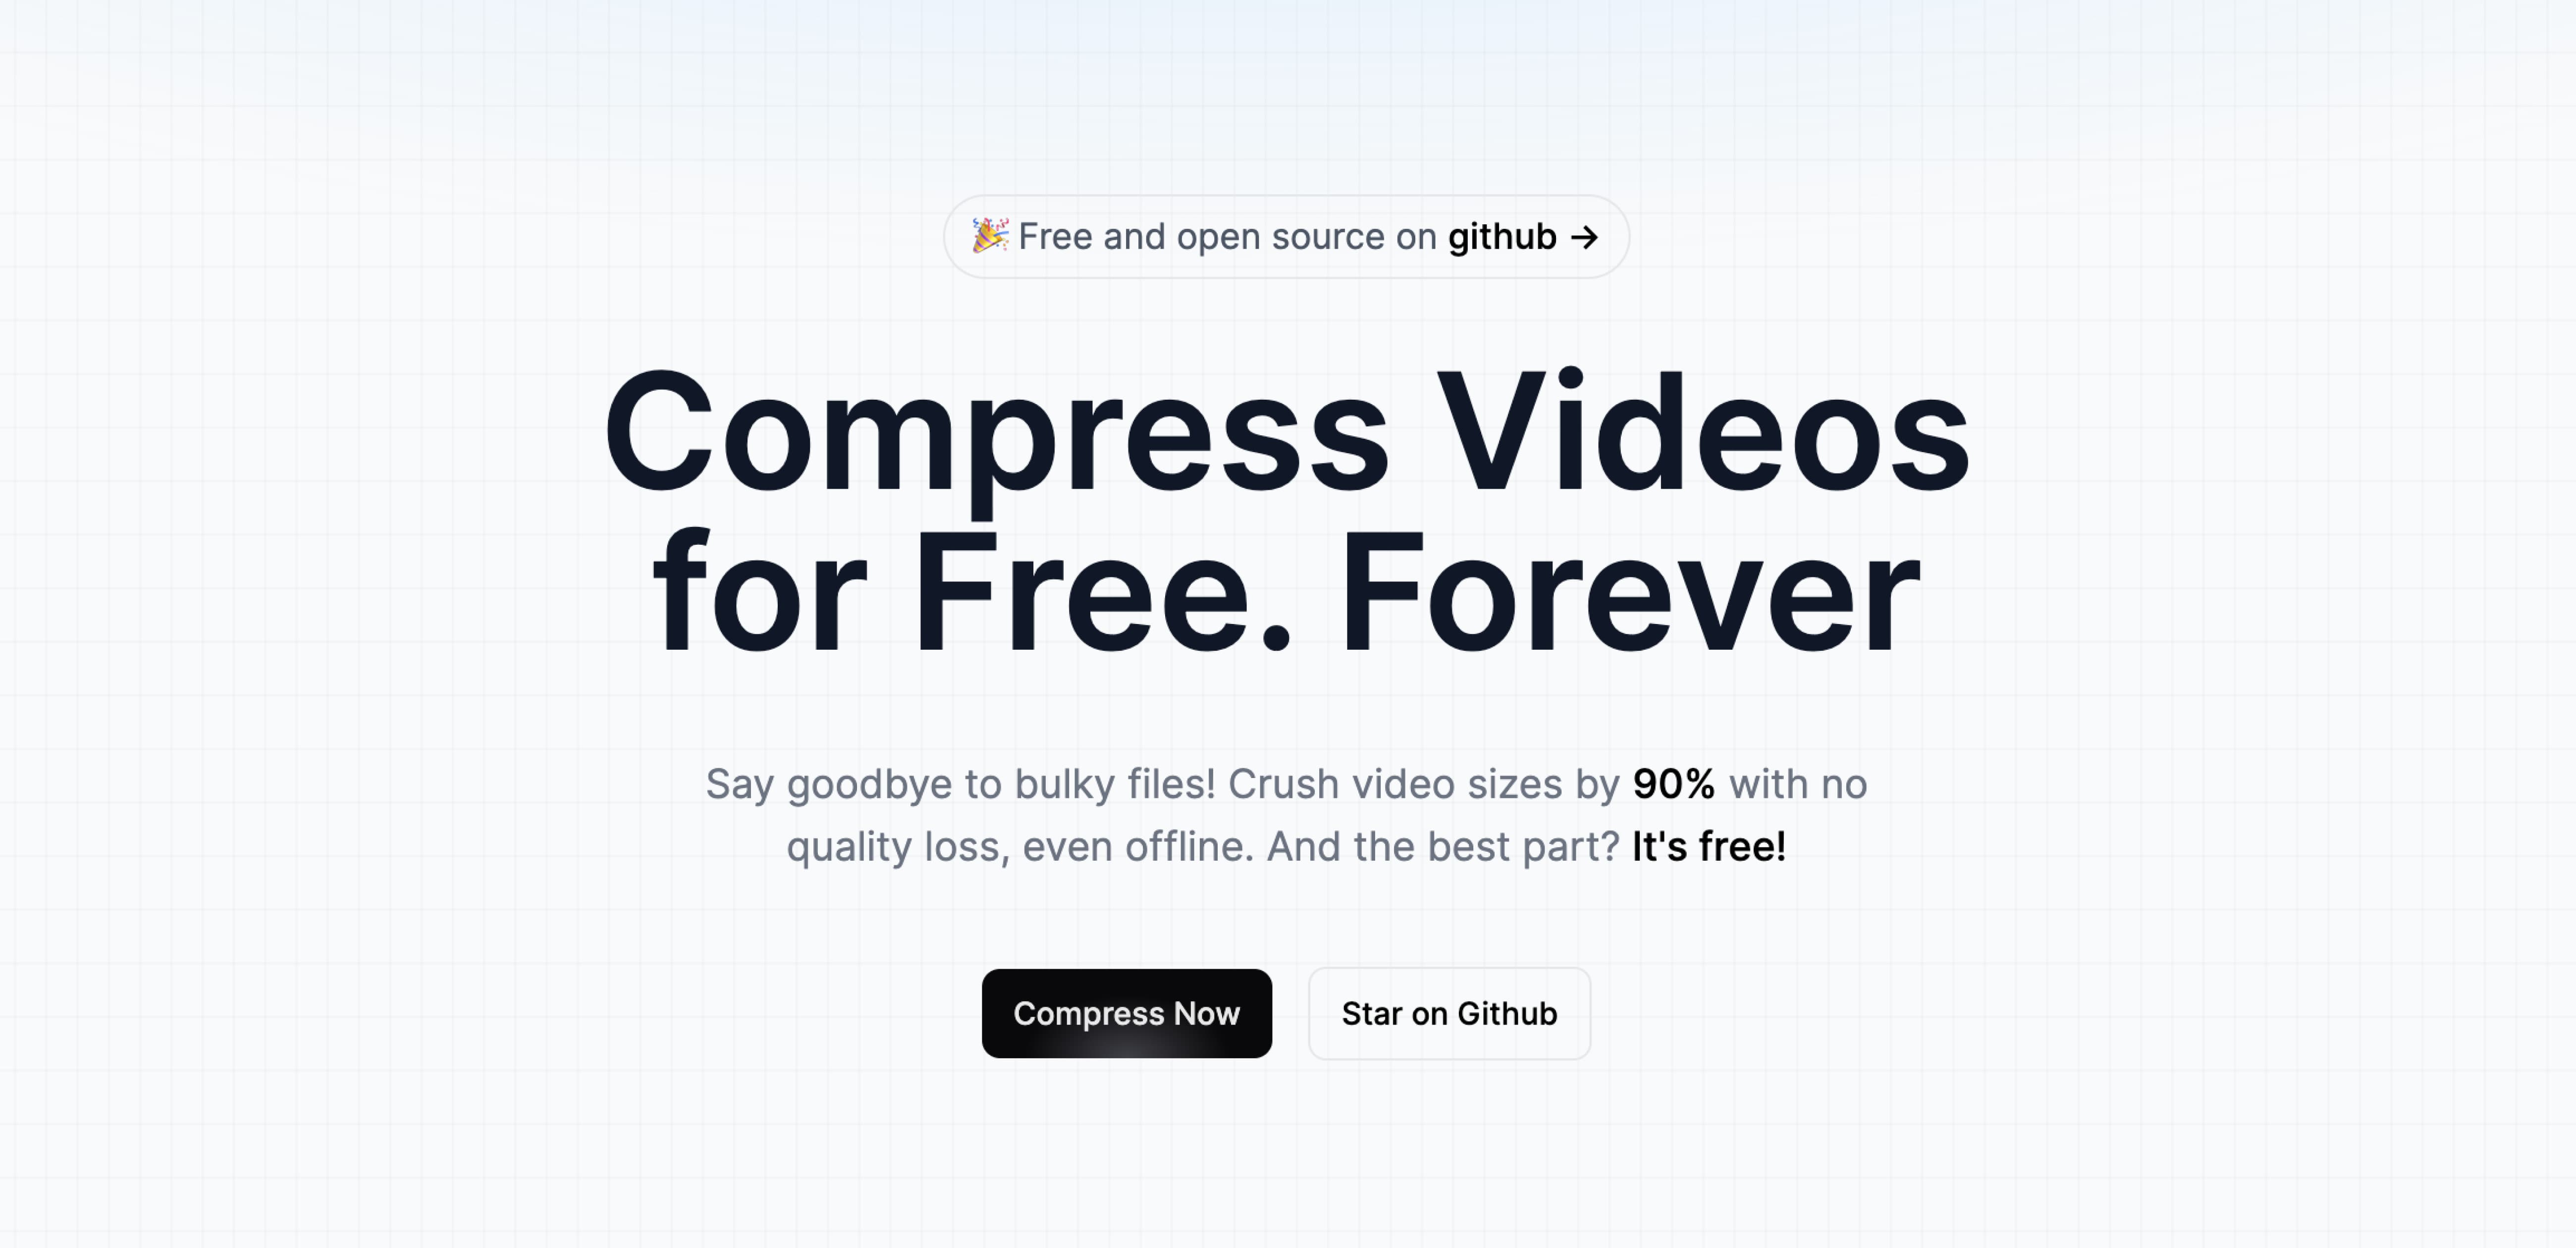 🎉 Free and open source on github →
Compress Videos
for Free. Forever
Say goodbye to bulky files! Crush video sizes by 90% with no
quality loss, even offline. And the best part? It's free!
Compress Now
Star on Github